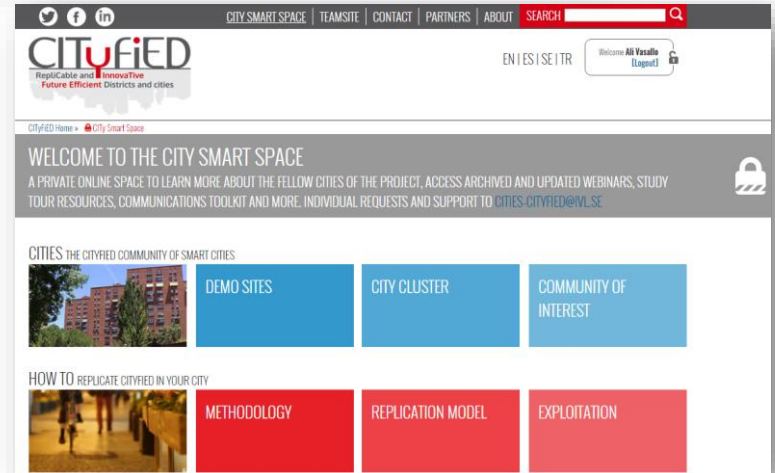 CITY SMART SPACE | TEAMSITE | CONTACT | PARTNERS | ABOUT SEARCH
CITyFiED
RepliCable and InnovaTive
Future Efficient Districts and cities
EN | ES | SE | TR
Welcome Ali Vasallo
[Logout]
CITyFiED Home » CITy Smart Space
WELCOME TO THE CITY SMART SPACE
A PRIVATE ONLINE SPACE TO LEARN MORE ABOUT THE FELLOW CITIES OF THE PROJECT, ACCESS ARCHIVED AND UPDATED WEBINARS, STUDY
TOUR RESOURCES, COMMUNICATIONS TOOLKIT AND MORE. INDIVIDUAL REQUESTS AND SUPPORT TO CITIES-CITYFIED@IVL.SE
CITIES THE CITYFIED COMMUNITY OF SMART CITIES
DEMO SITES
CITY CLUSTER
COMMUNITY OF
INTEREST
HOW TO REPLICATE CITYFIED IN YOUR CITY
METHODOLOGY
REPLICATION MODEL
EXPLOITATION